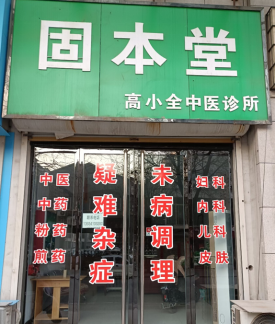 固本堂
高小全中医诊所
中医
中药
粉药
煎药
疑难杂症
未病调理
妇科
内科
儿科
皮肤